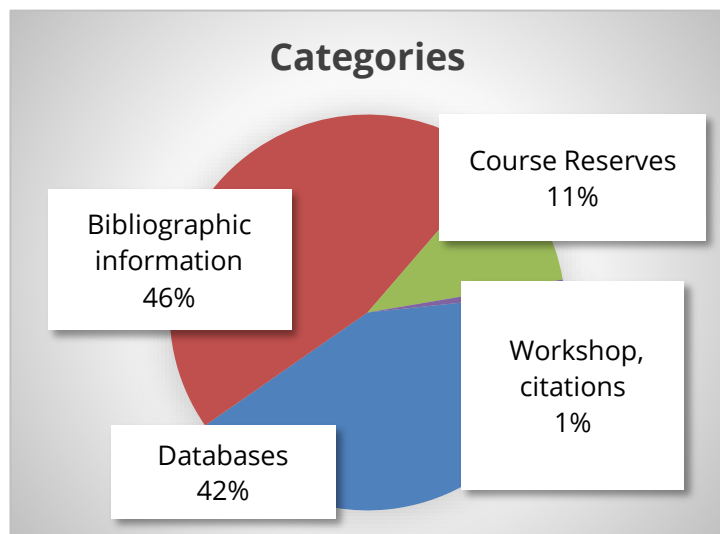 Categories
Course Reserves
11%
Bibliographic
information
46%
Workshop,
citations
1%
Databases
42%